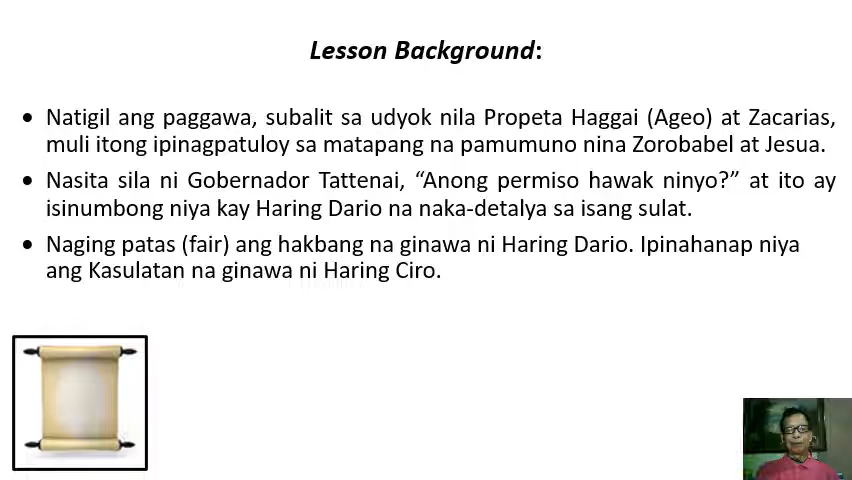 Lesson Background:
• Natigil ang paggawa, subalit sa udyok nila Propeta Haggai (Ageo) at Zacarias,
muli itong ipinagpatuloy sa matapang na pamumuno nina Zorobabel at Jesua.
• Nasita sila ni Gobernador Tattenai, “Anong permiso hawak ninyo?” at ito ay
isinumbong niya kay Haring Dario na naka-detalya sa isang sulat.
• Naging patas (fair) ang hakbang na ginawa ni Haring Dario. Ipinahanap niya
ang Kasulatan na ginawa ni Haring Ciro.